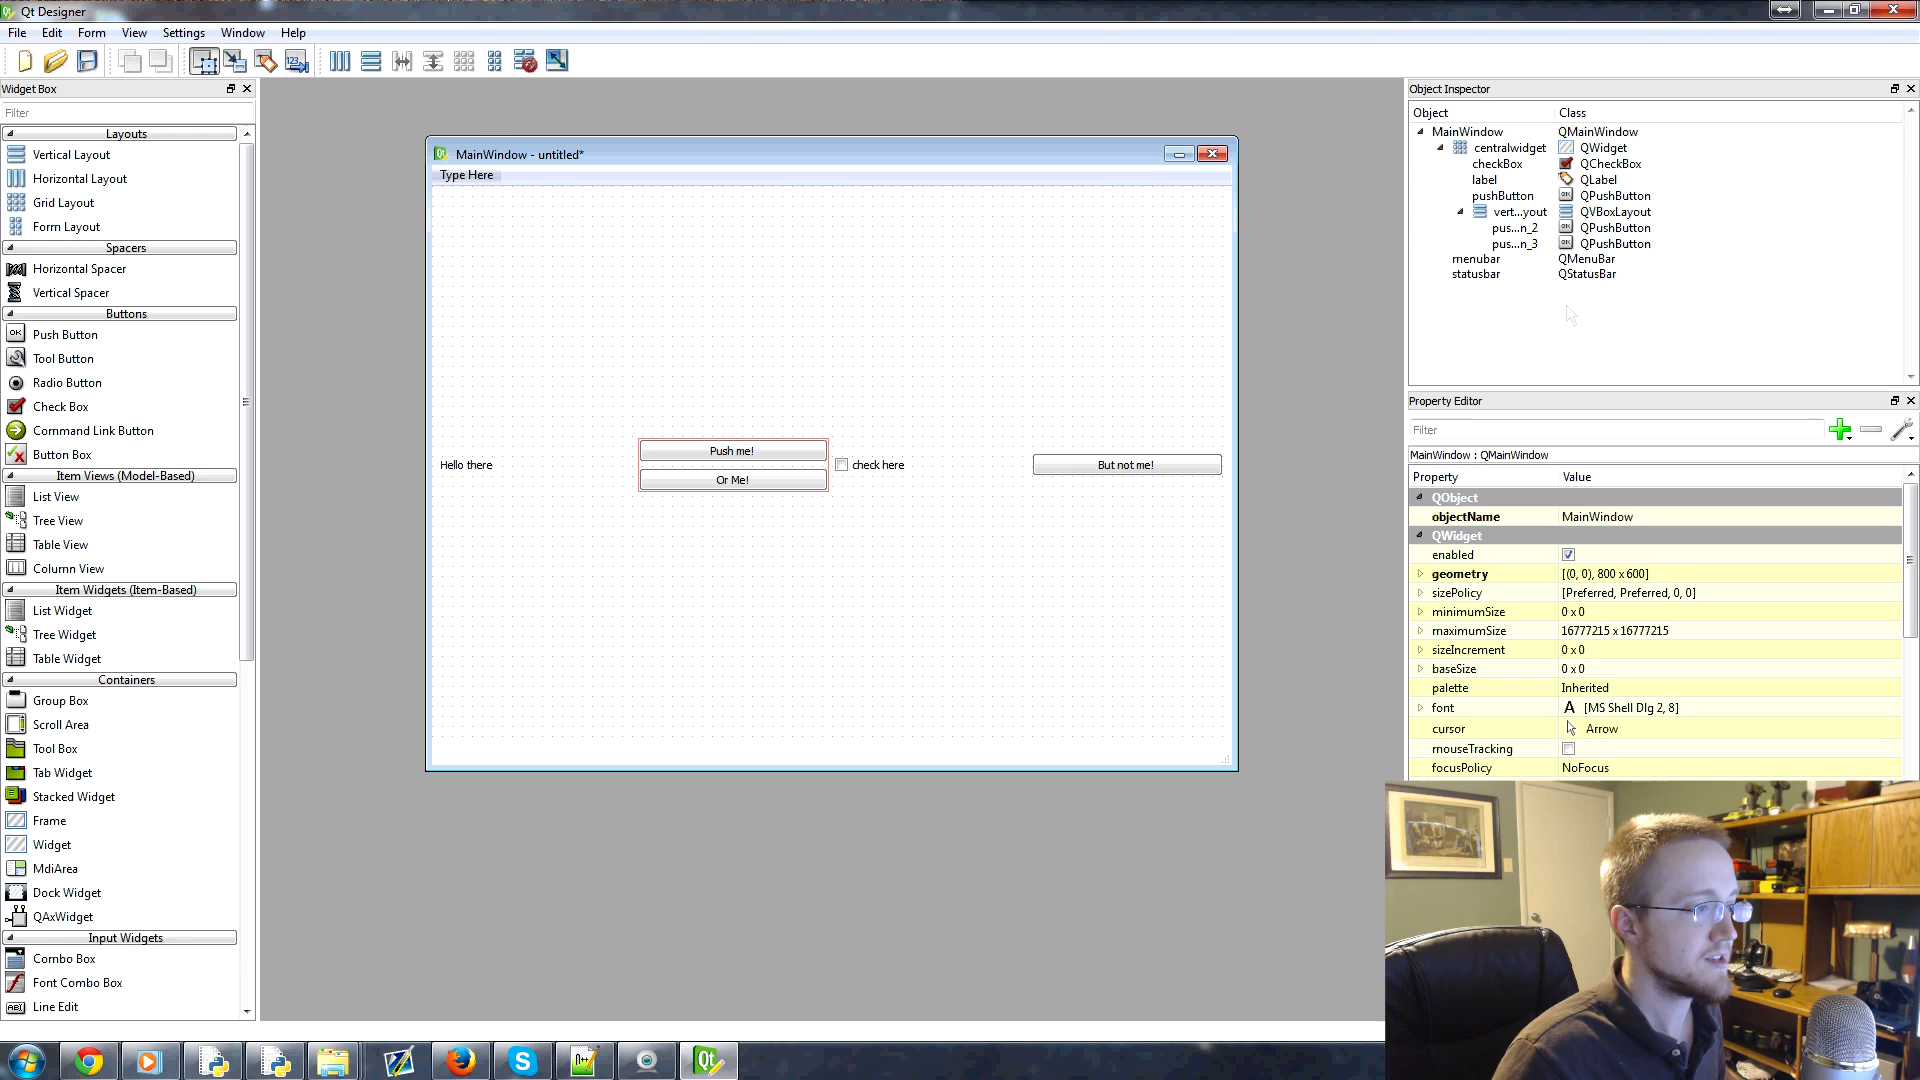 Qt Designer
File Edit Form View Settings Window Help
Widget Box
Filter
Layouts
Vertical Layout
Horizontal Layout
Grid Layout
Form Layout
Spacers
Horizontal Spacer
Vertical Spacer
Buttons
OK Push Button
Tool Button
Radio Button
Check Box
Command Link Button
Button Box
Item Views (Model-Based)
List View
Tree View
Table View
Column View
Item Widgets (Item-Based)
List Widget
Tree Widget
Table Widget
Containers
Group Box
Scroll Area
Tool Box
Tab Widget
Stacked Widget
Frame
Widget
MdiArea
Dock Widget
QAxWidget
Input Widgets
Combo Box
Font Combo Box
Line Edit
MainWindow - untitled*
Type Here
Hello there
Push me!
Or Me!
check here
But not me!
Object Inspector
Object Class
MainWindow QMainWindow
centralwidget QWidget
checkBox QCheckBox
label QLabel
pushButton QPushButton
vert...yout QVBoxLayout
pus...n_2 QPushButton
pus...n_3 QPushButton
menubar QMenuBar
statusbar QStatusBar
Property Editor
Filter
MainWindow : QMainWindow
Property Value
QObject
objectName MainWindow
QWidget
enabled
geometry [(0, 0), 800 x 600]
sizePolicy [Preferred, Preferred, 0, 0]
minimumSize 0 x 0
maximumSize 16777215 x 16777215
sizeIncrement 0 x 0
baseSize 0 x 0
palette Inherited
font A [MS Shell Dlg 2, 8]
cursor Arrow
mouseTracking
focusPolicy NoFocus